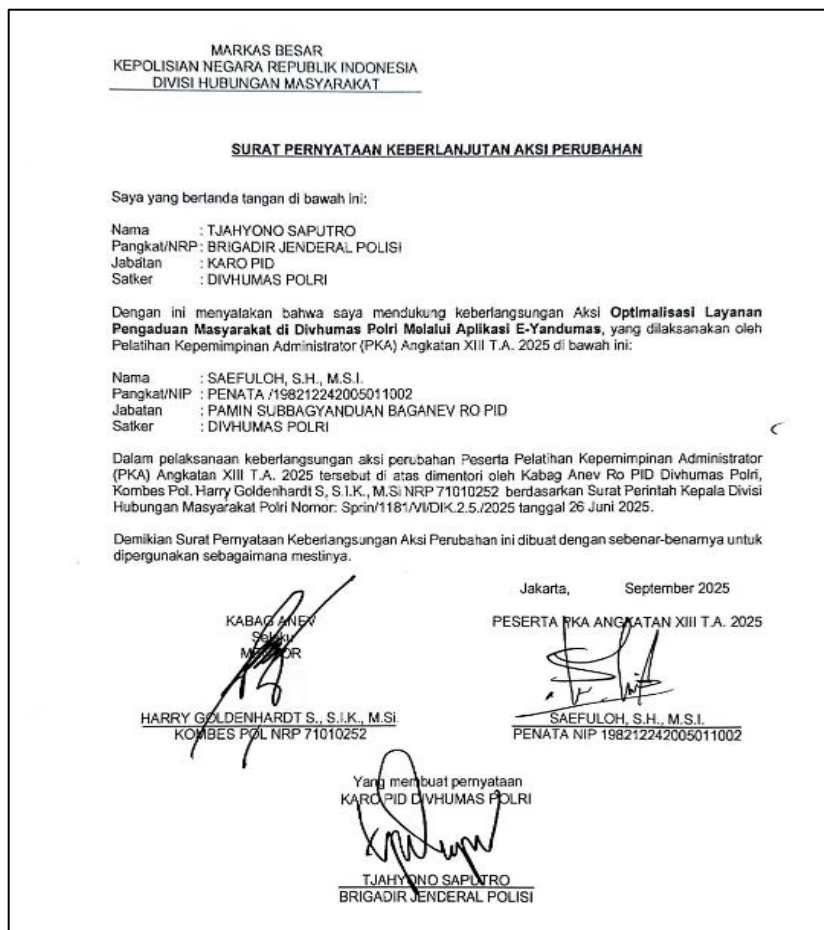 MARKAS BESAR
KEPOLISIAN NEGARA REPUBLIK INDONESIA
DIVISI HUBUNGAN MASYARAKAT
SURAT PERNYATAAN KEBERLANJUTAN AKSI PERUBAHAN
Saya yang bertanda tangan di bawah ini:
Nama : TJAHYONO SAPUTRO
Pangkat/NRP : BRIGADIR JENDERAL POLISI
Jabatan : KARO PID
Satker : DIVHUMAS POLRI
Dengan ini menyatakan bahwa saya mendukung keberlangsungan Aksi Optimalisasi Layanan
Pengaduan Masyarakat di Divhumas Polri Melalui Aplikasi E-Yandumas, yang dilaksanakan oleh
Pelatihan Kepemimpinan Administrator (PKA) Angkatan XIII T.A. 2025 di bawah ini:
Nama : SAEFULOH, S.H., M.S.I.
Pangkat/NIP : PENATA /198212242005011002
Jabatan : PAMIN SUBBAGYANDUAN BAGANEV RO PID
Satker : DIVHUMAS POLRI
Dalam pelaksanaan keberlangsungan aksi perubahan Peserta Pelatihan Kepemimpinan Administrator
(PKA) Angkatan XIII T.A. 2025 tersebut di atas dimentori oleh Kabag Anev Ro PID Divhumas Polri,
Kombes Pol. Harry Goldenhardt S, S.I.K., M.Si NRP 71010252 berdasarkan Surat Perintah Kepala Divisi
Hubungan Masyarakat Polri Nomor: Sprin/1181/VI/DIK.2.5./2025 tanggal 26 Juni 2025.
Demikian Surat Pernyataan Keberlangsungan Aksi Perubahan ini dibuat dengan sebenar-benarnya untuk
dipergunakan sebagaimana mestinya.
Jakarta, September 2025
KABAG ANEV
Selaku
MENTOR
HARRY GOLDENHARDT S., S.I.K., M.Si.
KOMBES POL NRP 71010252
PESERTA PKA ANGKATAN XIII T.A. 2025
SAEFULOH, S.H., M.S.I.
PENATA NIP 198212242005011002
Yang membuat pernyataan
KARO PID DIVHUMAS POLRI
TJAHYONO SAPUTRO
BRIGADIR JENDERAL POLISI